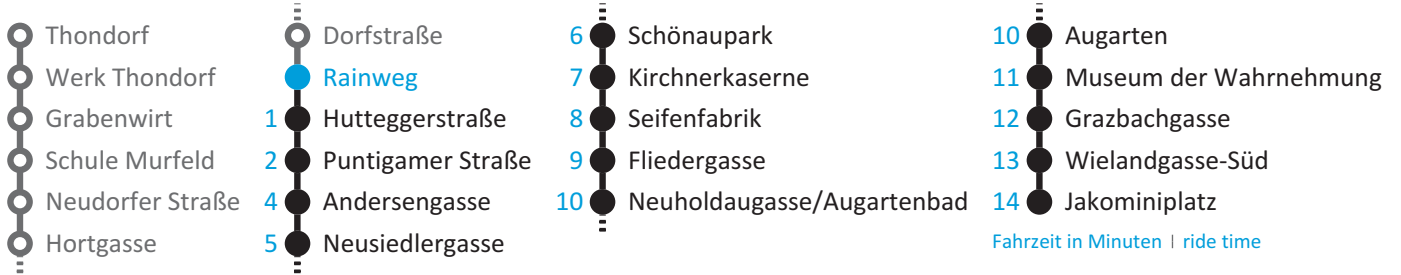 Thondorf
Werk Thondorf
Grabenwirt
Schule Murfeld
Neudorfer Straße
Hortgasse
Dorfstraße
Rainweg
1 Hutteggerstraße
2 Puntigamer Straße
4 Andersengasse
5 Neusiedlergasse
6 Schönaupark
7 Kirchnerkaserne
8 Seifenfabrik
9 Fliedergasse
10 Neuholdaugasse/Augartenbad
10 Augarten
11 Museum der Wahrnehmung
12 Grazbachgasse
13 Wielandgasse-Süd
14 Jakominiplatz
Fahrzeit in Minuten | ride time